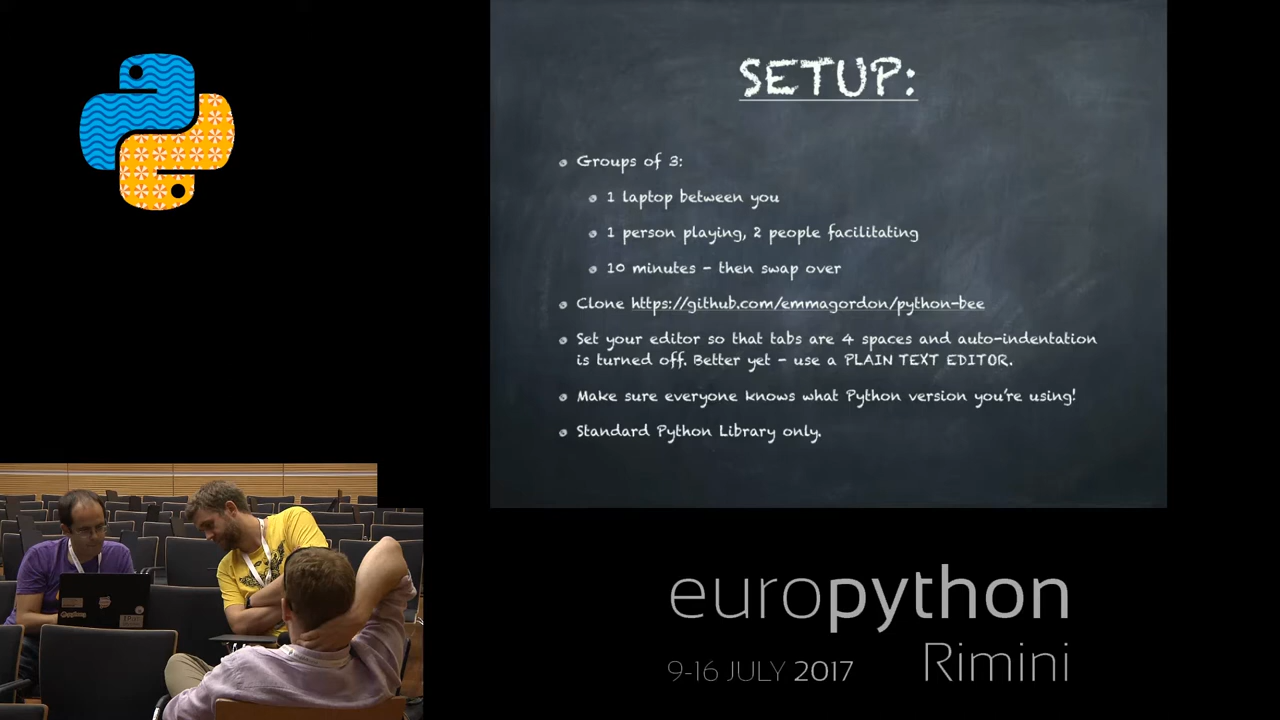 SETUP:
Groups of 3:
1 laptop between you
1 person playing, 2 people facilitating
10 minutes - then swap over
Clone https://github.com/emmagordon/python-bee
Set your editor so that tabs are 4 spaces and auto-indentation
is turned off. Better yet - use a PLAIN TEXT EDITOR.
Make sure everyone knows what Python version you're using!
Standard Python Library only.
europython
Rimini
9-16 JULY 2017